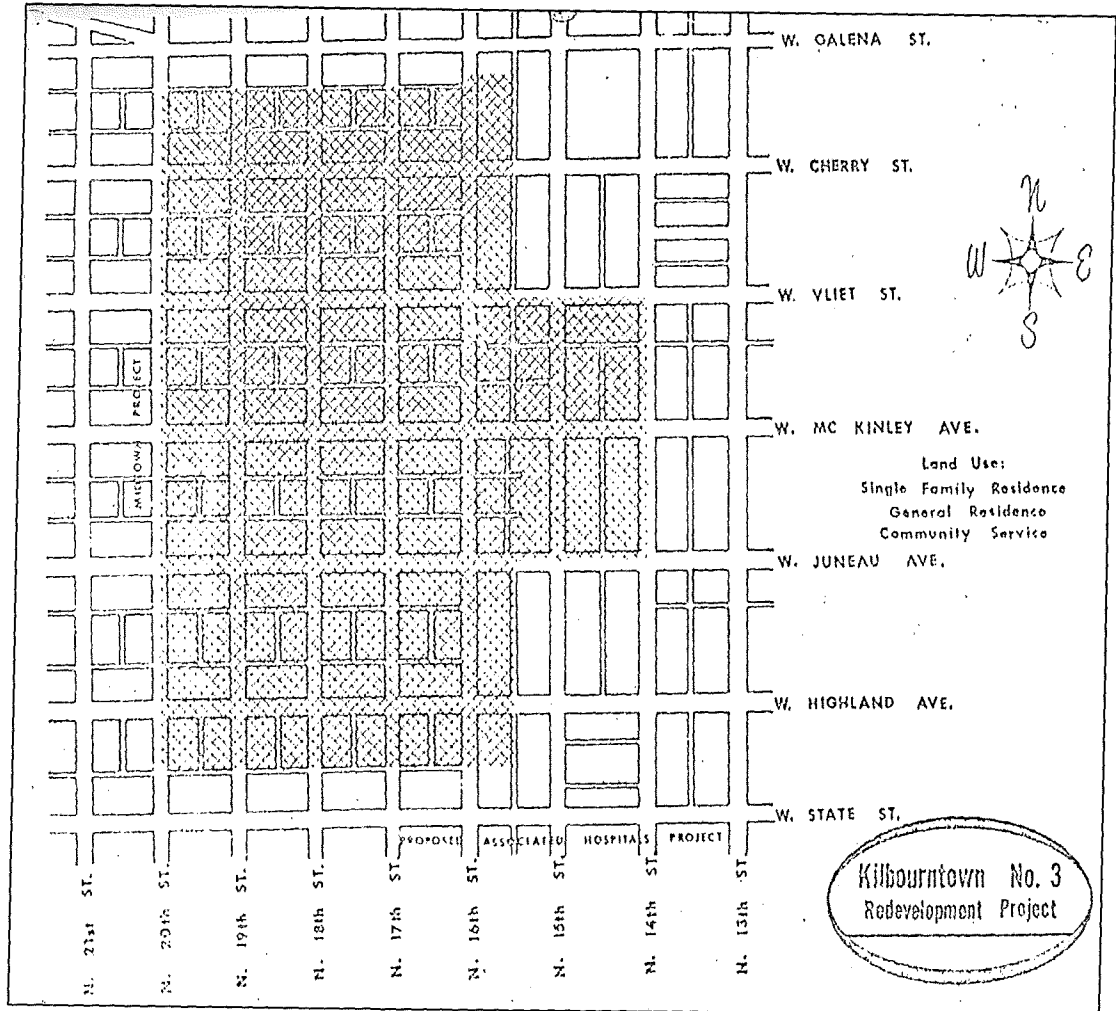 W. GALENA ST.
W. CHERRY ST.
N
W E
S
W. VLIET ST.
MIDTOWN PROJECT
W. MC KINLEY AVE.
Land Use:
Single Family Residence
General Residence
Community Service
W. JUNEAU AVE.
W. HIGHLAND AVE.
W. STATE ST.
PROPOSED ASSOCIATED HOSPITALS PROJECT
N. 21st ST.
N. 20th ST.
N. 19th ST.
N. 18th ST.
N. 17th ST.
N. 16th ST.
N. 15th ST.
N. 14th ST.
N. 13th ST.
Kilbourntown No. 3
Redevelopment Project